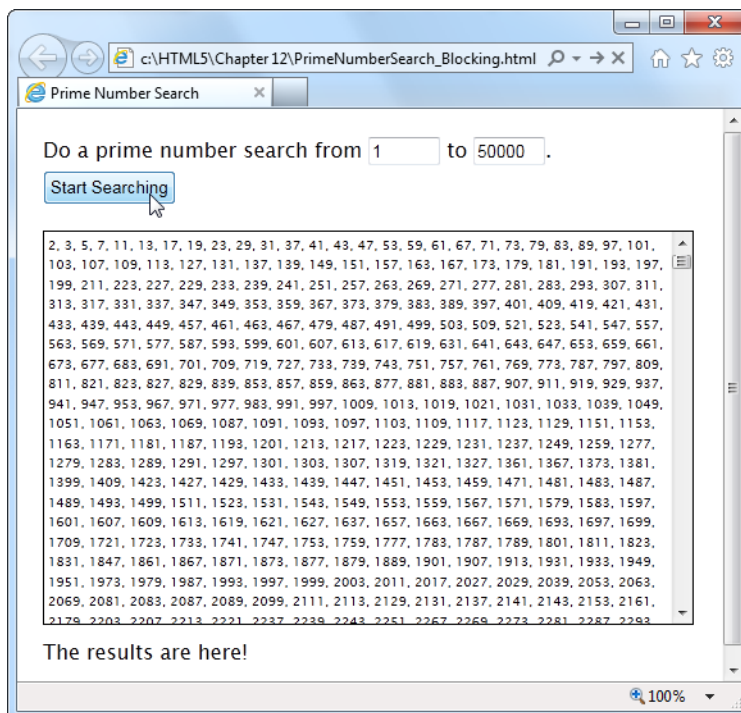 c:\HTML5\Chapter 12\PrimeNumberSearch_Blocking.html
Prime Number Search
Do a prime number search from 1 to 50000 .
Start Searching
2, 3, 5, 7, 11, 13, 17, 19, 23, 29, 31, 37, 41, 43, 47, 53, 59, 61, 67, 71, 73, 79, 83, 89, 97, 101,
103, 107, 109, 113, 127, 131, 137, 139, 149, 151, 157, 163, 167, 173, 179, 181, 191, 193, 197,
199, 211, 223, 227, 229, 233, 239, 241, 251, 257, 263, 269, 271, 277, 281, 283, 293, 307, 311,
313, 317, 331, 337, 347, 349, 353, 359, 367, 373, 379, 383, 389, 397, 401, 409, 419, 421, 431,
433, 439, 443, 449, 457, 461, 463, 467, 479, 487, 491, 499, 503, 509, 521, 523, 541, 547, 557,
563, 569, 571, 577, 587, 593, 599, 601, 607, 613, 617, 619, 631, 641, 643, 647, 653, 659, 661,
673, 677, 683, 691, 701, 709, 719, 727, 733, 739, 743, 751, 757, 761, 769, 773, 787, 797, 809,
811, 821, 823, 827, 829, 839, 853, 857, 859, 863, 877, 881, 883, 887, 907, 911, 919, 929, 937,
941, 947, 953, 967, 971, 977, 983, 991, 997, 1009, 1013, 1019, 1021, 1031, 1033, 1039, 1049,
1051, 1061, 1063, 1069, 1087, 1091, 1093, 1097, 1103, 1109, 1117, 1123, 1129, 1151, 1153,
1163, 1171, 1181, 1187, 1193, 1201, 1213, 1217, 1223, 1229, 1231, 1237, 1249, 1259, 1277,
1279, 1283, 1289, 1291, 1297, 1301, 1303, 1307, 1319, 1321, 1327, 1361, 1367, 1373, 1381,
1399, 1409, 1423, 1427, 1429, 1433, 1439, 1447, 1451, 1453, 1459, 1471, 1481, 1483, 1487,
1489, 1493, 1499, 1511, 1523, 1531, 1543, 1549, 1553, 1559, 1567, 1571, 1579, 1583, 1597,
1601, 1607, 1609, 1613, 1619, 1621, 1627, 1637, 1657, 1663, 1667, 1669, 1693, 1697, 1699,
1709, 1721, 1723, 1733, 1741, 1747, 1753, 1759, 1777, 1783, 1787, 1789, 1801, 1811, 1823,
1831, 1847, 1861, 1867, 1871, 1873, 1877, 1879, 1889, 1901, 1907, 1913, 1931, 1933, 1949,
1951, 1973, 1979, 1987, 1993, 1997, 1999, 2003, 2011, 2017, 2027, 2029, 2039, 2053, 2063,
2069, 2081, 2083, 2087, 2089, 2099, 2111, 2113, 2129, 2131, 2137, 2141, 2143, 2153, 2161,
2179, 2203, 2207, 2213, 2221, 2237, 2239, 2243, 2251, 2267, 2269, 2273, 2281, 2287, 2293,
The results are here!
100%